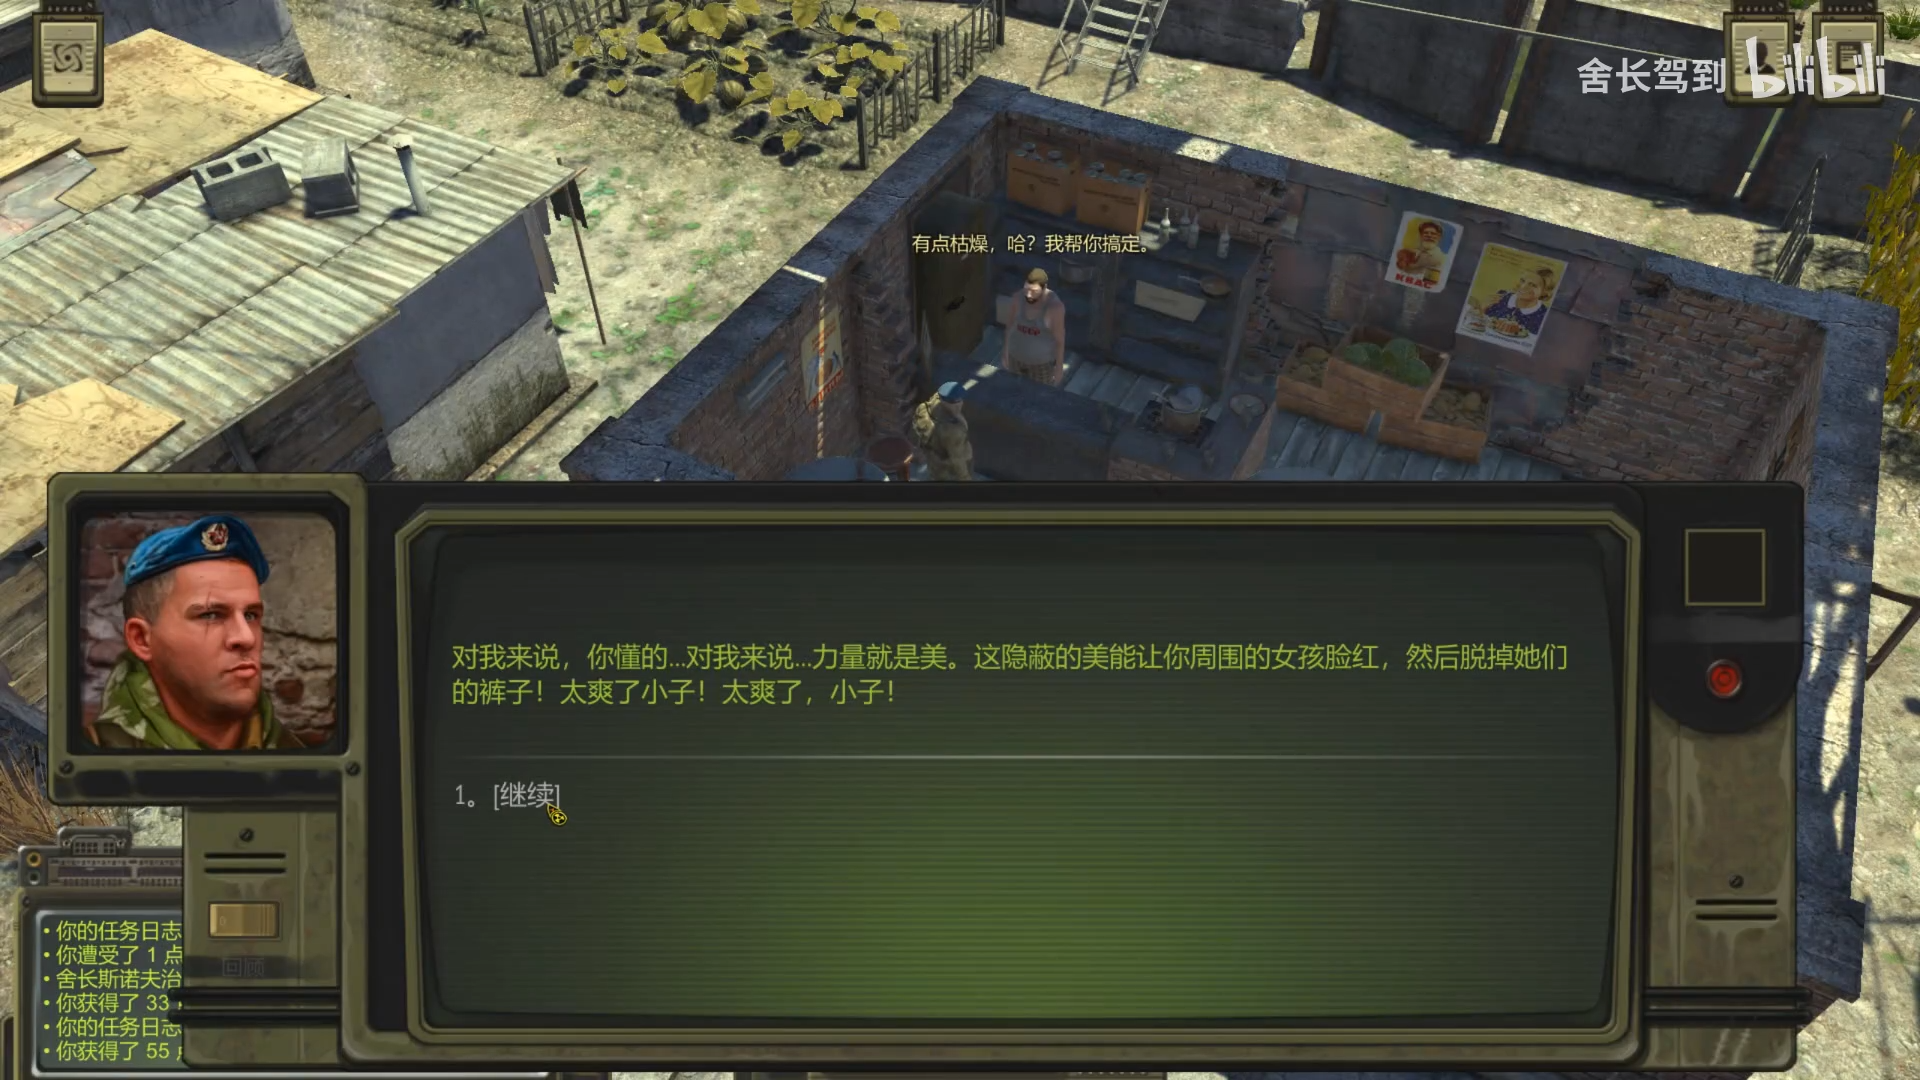 舍长驾到 bilibili
有点枯燥，哈？我帮你搞定。
КВАС
对我来说，你懂的...对我来说...力量就是美。这隐蔽的美能让你周围的女孩脸红，然后脱掉她们
的裤子！太爽了小子！太爽了，小子！
1。[继续]
回顾
• 你的任务日志
• 你遭受了 1 点
• 舍长斯诺夫治
• 你获得了 33
• 你的任务日志
• 你获得了 55